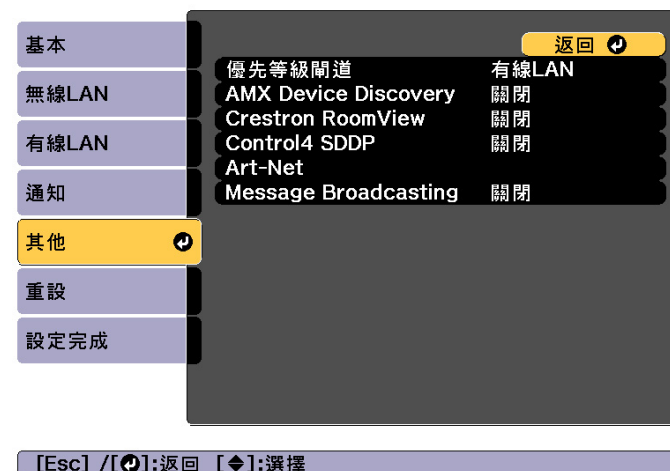 基本
無線LAN
有線LAN
通知
其他
重設
設定完成
返回
優先等級閘道 有線LAN
AMX Device Discovery 關閉
Crestron RoomView 關閉
Control4 SDDP 關閉
Art-Net
Message Broadcasting 關閉
[Esc] /[↵]:返回 [◆]:選擇